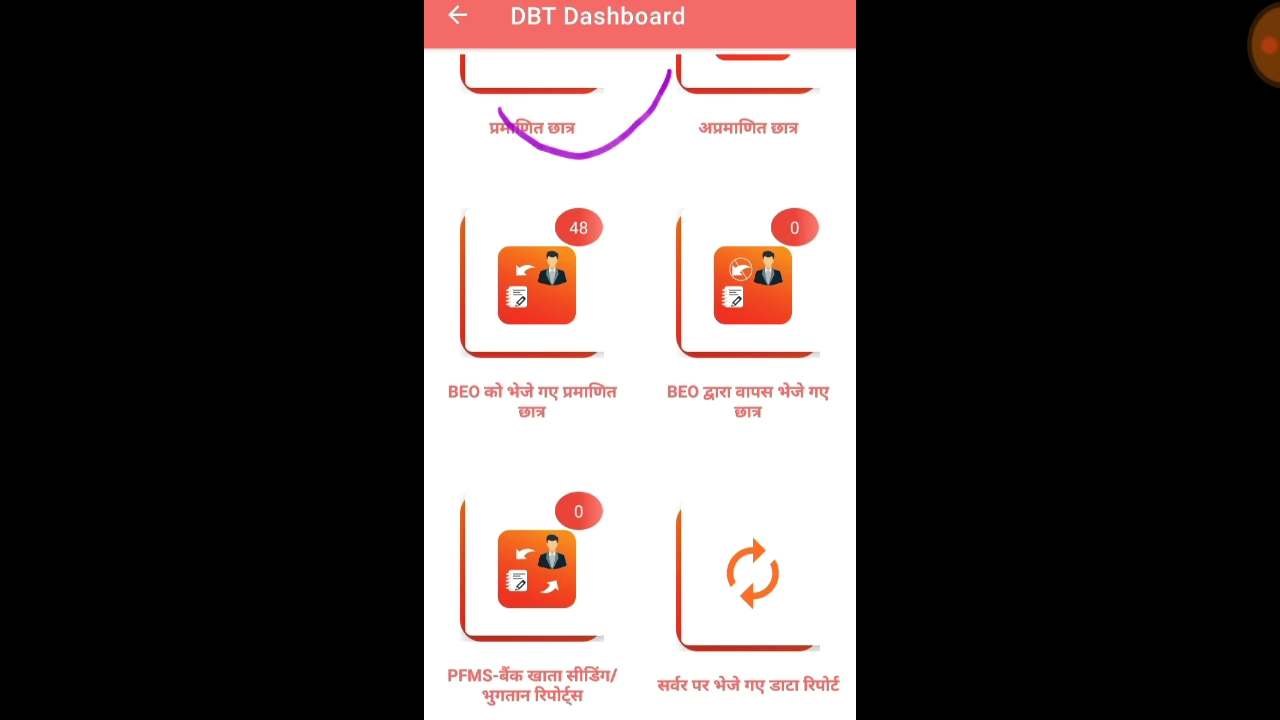 DBT Dashboard
प्रमाणित छात्र
अप्रमाणित छात्र
48
0
BEO को भेजे गए प्रमाणित
छात्र
BEO द्वारा वापस भेजे गए
छात्र
0
PFMS-बैंक खाता सीडिंग/
भुगतान रिपोर्ट्स
सर्वर पर भेजे गए डाटा रिपोर्ट